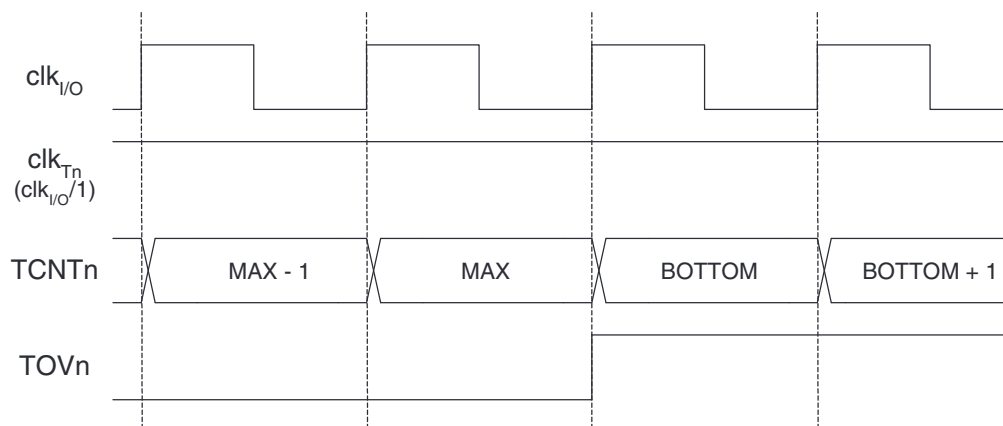 clkI/O
clkTn
(clkI/O/1)
TCNTn MAX - 1 MAX BOTTOM BOTTOM + 1
TOVn